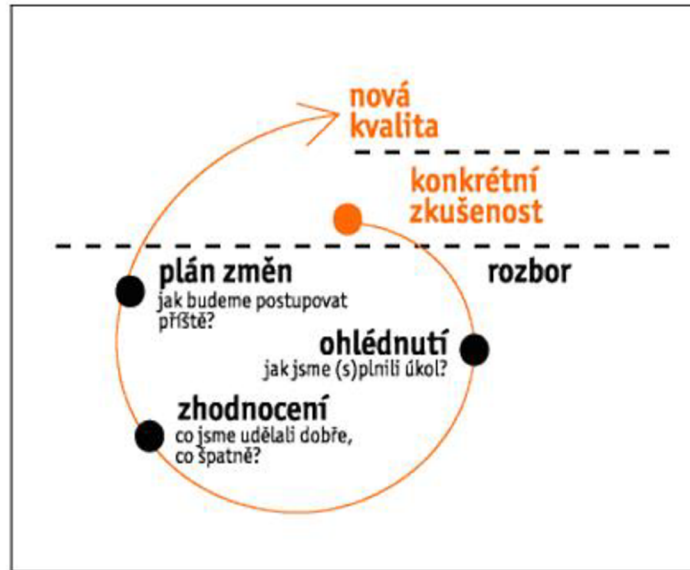 nová
kvalita
konkrétní
zkušenost
rozbor
plán změn
jak budeme postupovat
příště?
ohlédnutí
jak jsme (s)plnili úkol?
zhodnocení
co jsme udělali dobře,
co špatně?